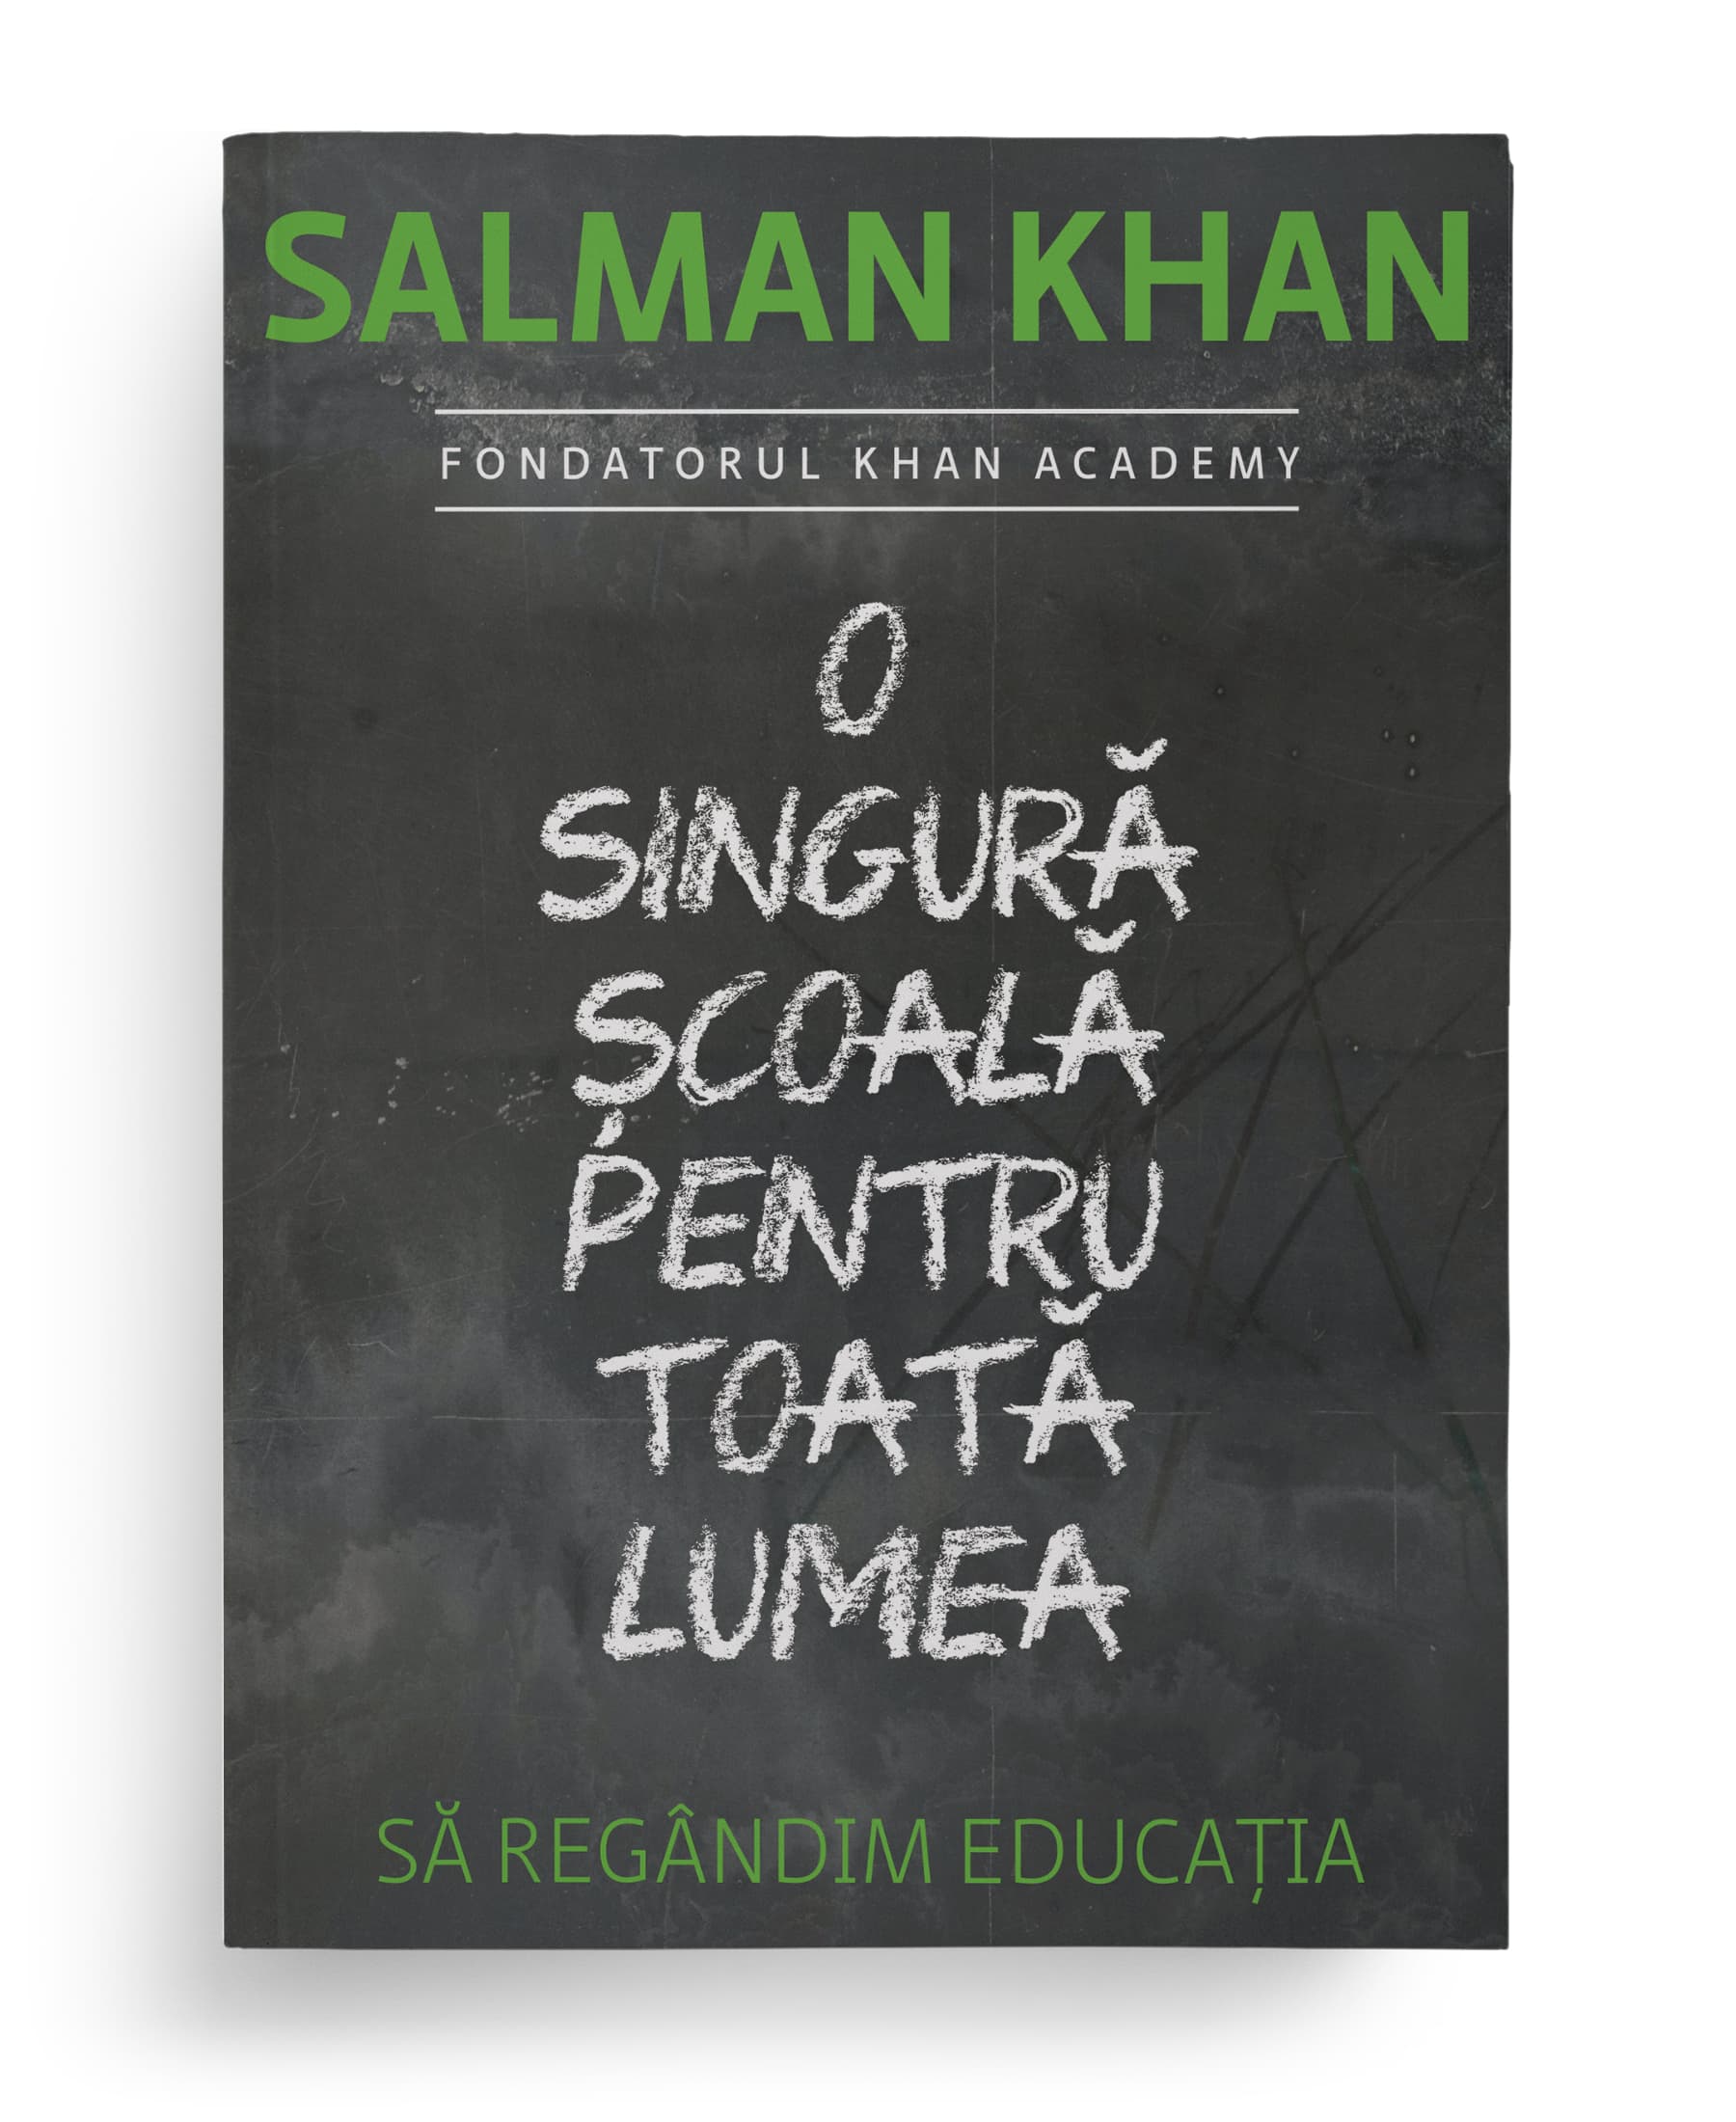 SALMAN KHAN
FONDATORUL KHAN ACADEMY
O
SINGURĂ
ȘCOALĂ
PENTRU
TOATĂ
LUMEA
SĂ REGÂNDIM EDUCAȚIA